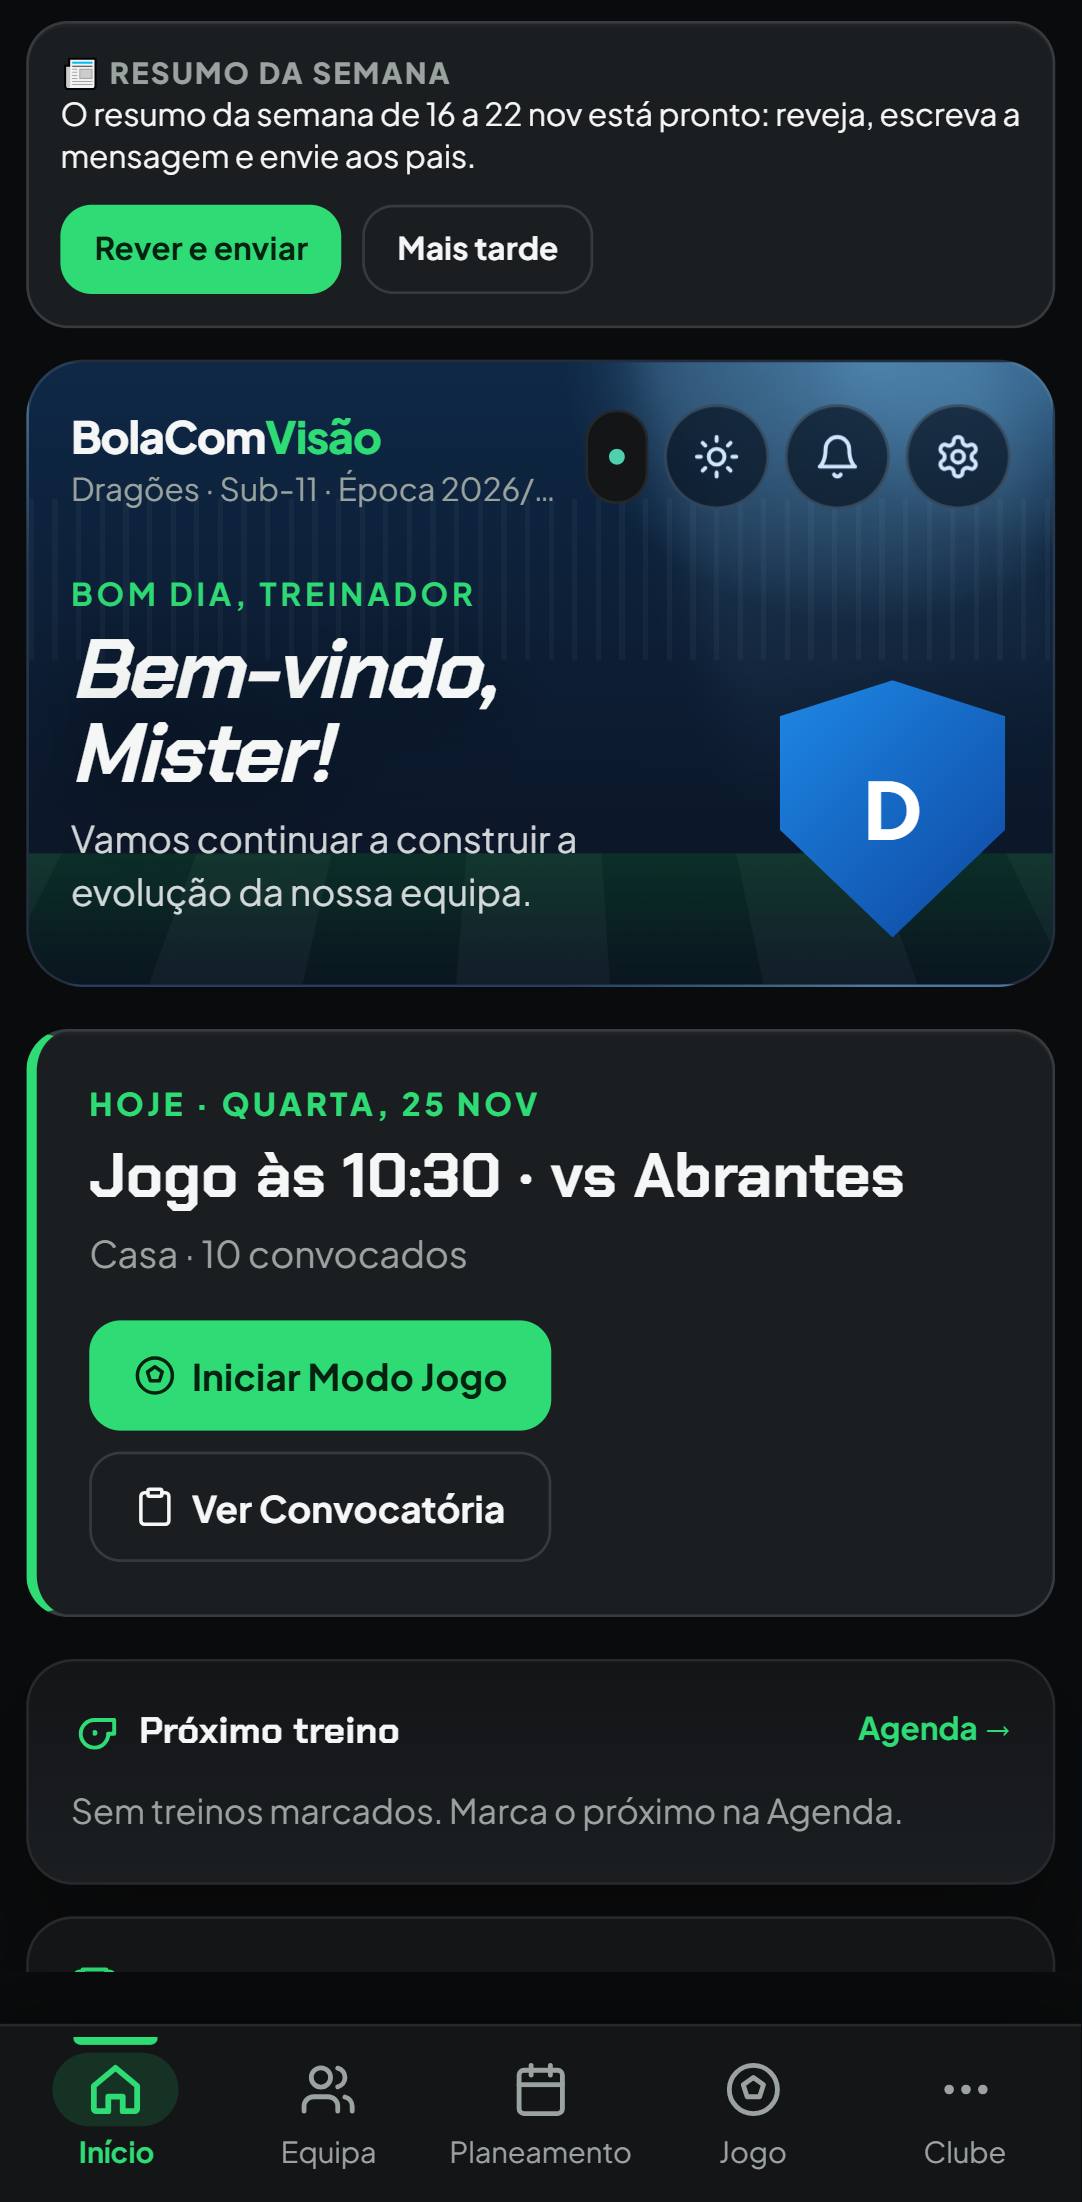 RESUMO DA SEMANA
O resumo da semana de 16 a 22 nov está pronto: reveja, escreva a
mensagem e envie aos pais.
Rever e enviar
Mais tarde
BolaComVisão
Dragões · Sub-11 · Época 2026/...
BOM DIA, TREINADOR
Bem-vindo,
Mister!
Vamos continuar a construir a
evolução da nossa equipa.
D
HOJE · QUARTA, 25 NOV
Jogo às 10:30 · vs Abrantes
Casa · 10 convocados
Iniciar Modo Jogo
Ver Convocatória
Próximo treino
Agenda →
Sem treinos marcados. Marca o próximo na Agenda.
Início
Equipa
Planeamento
Jogo
Clube